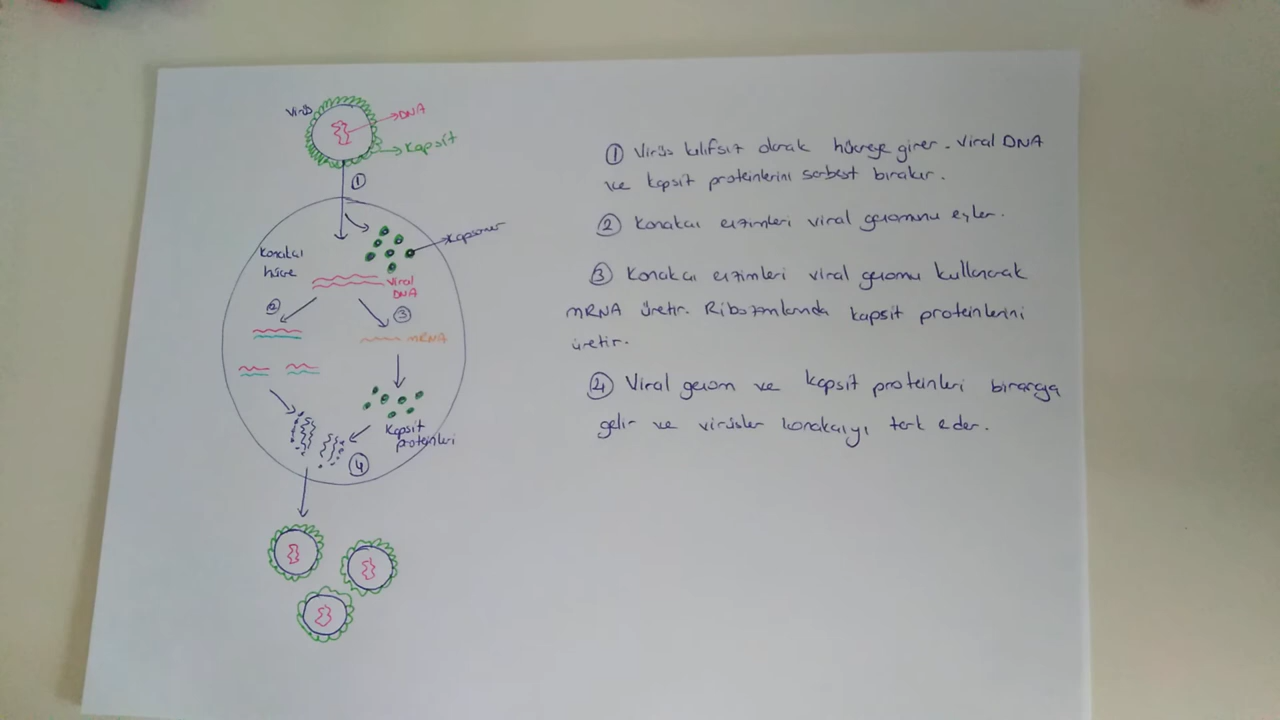 Virüs
DNA
Kapsit
①
Kapsomer
Konakçı
hücre
Viral
DNA
②
③
mRNA
Kapsit
proteinleri
④
① Virüs kılıfsız olarak hücreye girer. Viral DNA
ve kapsit proteinlerini serbest bırakır.
② Konakçı enzimleri viral genomunu eşler.
③ Konakçı enzimleri viral genomu kullanarak
mRNA üretir. Ribozomlarında kapsit proteinlerini
üretir.
④ Viral genom ve kapsit proteinleri biraraya
gelir ve virüsler konakçıyı terk eder.